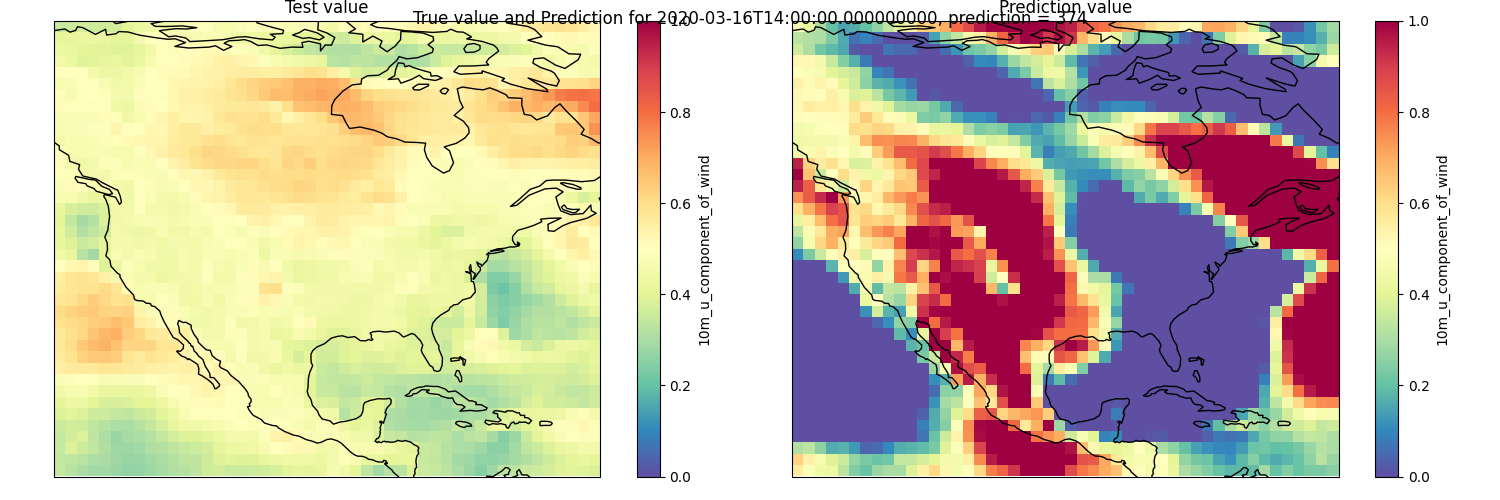 Test value
Prediction value
True value and Prediction for 2020-03-16T14:00:00.000000000, prediction = 374
1.0
0.8
0.6
0.4
0.2
0.0
10m_u_component_of_wind
1.0
0.8
0.6
0.4
0.2
0.0
10m_u_component_of_wind